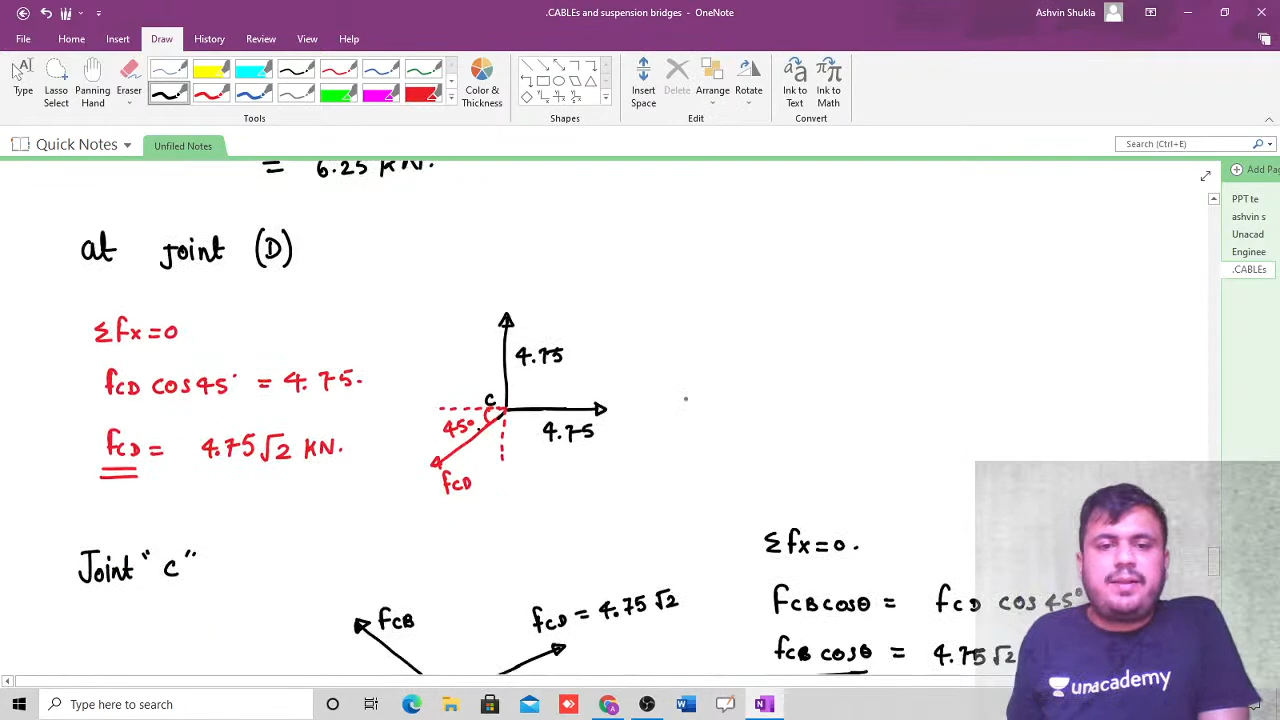 .CABLEs and suspension bridges - OneNote
Ashvin Shukla
File Home Insert Draw History Review View Help
Type
Lasso Select
Panning Hand
Eraser
Color & Thickness
Insert Space
Delete
Arrange
Rotate
Ink to Text
Ink to Math
Tools
Shapes
Edit
Convert
Quick Notes
Unfiled Notes
Search (Ctrl+E)
Add Pag
PPT te
ashvin s
Unacad
Enginee
.CABLEs
= 6.25 KN.
at joint (D)
Σfx=0
fCD cos45° = 4.75.
fCD = 4.75√2 KN.
4.75
C
45°
4.75
fCD
Joint "C"
fCB
fCD = 4.75√2
Σfx=0.
FCB cosθ = fCD cos 45°
fCB cosθ = 4.75√2
unacademy
Type here to search